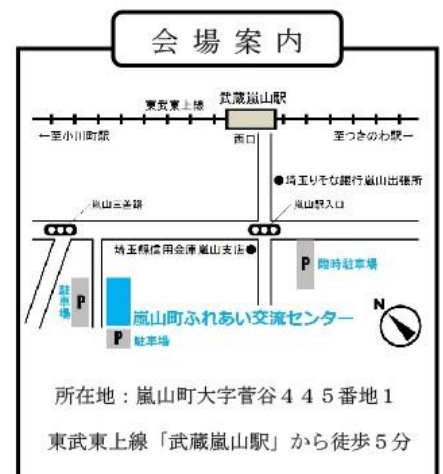 会場案内
武蔵嵐山駅
東武東上線
←至小川町駅
西口
至つきのわ駅→
●埼玉りそな銀行嵐山出張所
嵐山三差路
嵐山駅入口
埼玉縣信用金庫嵐山支店●
P 臨時駐車場
駐車場
P
嵐山町ふれあい交流センター
P 駐車場
N
所在地：嵐山町大字菅谷４４５番地１
東武東上線「武蔵嵐山駅」から徒歩５分